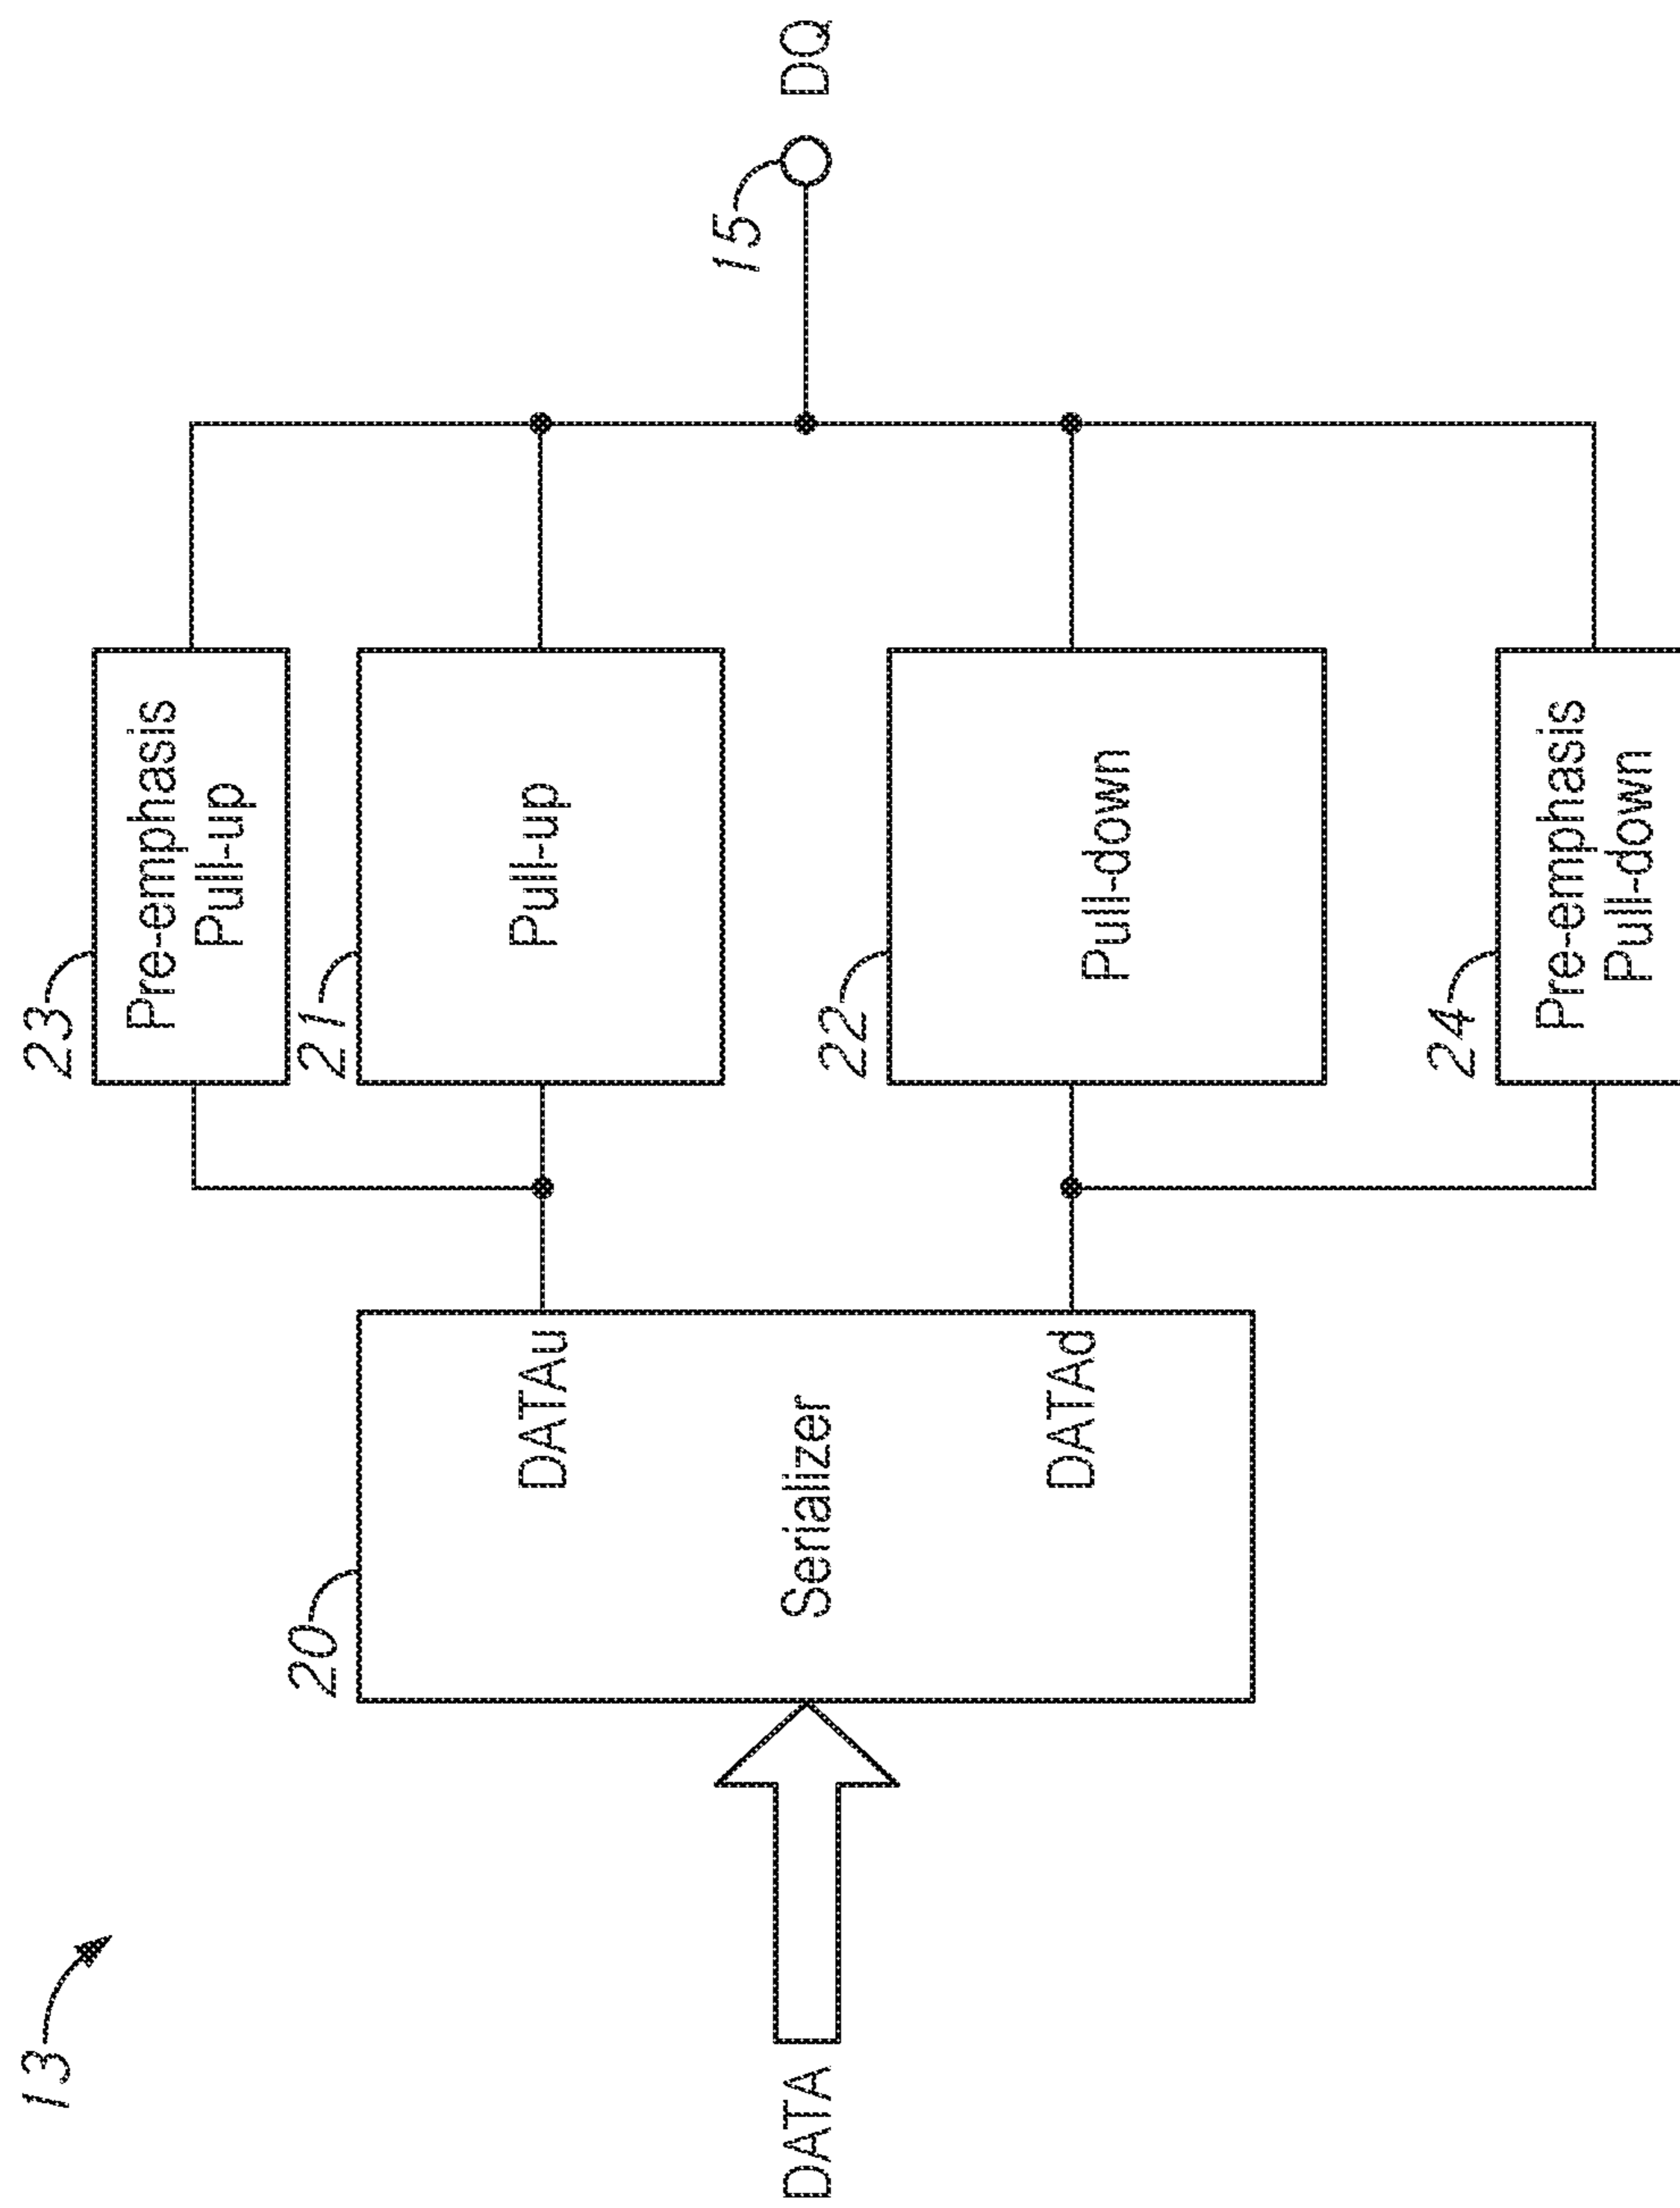 13
23
Pre-emphasis
Pull-up
21
Pull-up
20
DATAu
15
DATA
Serializer
DQ
22
Pull-down
DATAd
24
Pre-emphasis
Pull-down